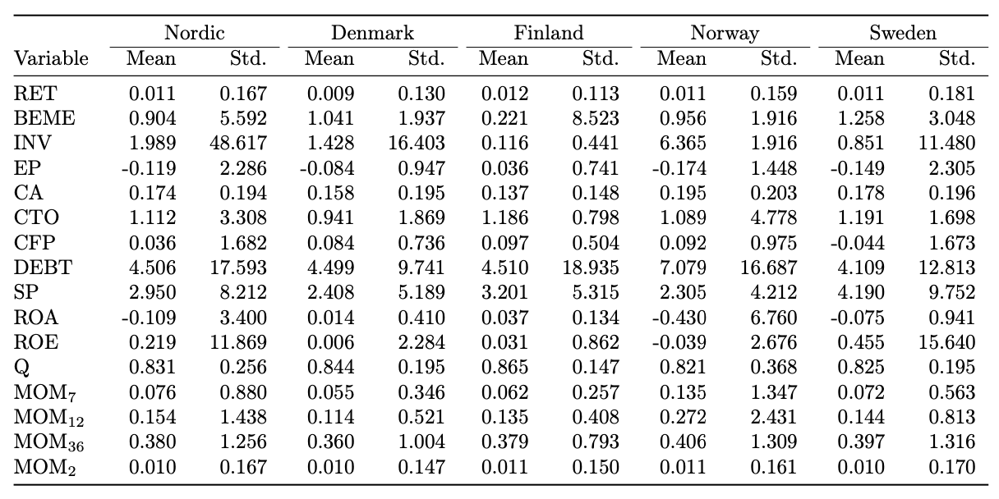 Nordic Denmark Finland Norway Sweden
Variable Mean Std. Mean Std. Mean Std. Mean Std. Mean Std.
RET 0.011 0.167 0.009 0.130 0.012 0.113 0.011 0.159 0.011 0.181
BEME 0.904 5.592 1.041 1.937 0.221 8.523 0.956 1.916 1.258 3.048
INV 1.989 48.617 1.428 16.403 0.116 0.441 6.365 1.916 0.851 11.480
EP -0.119 2.286 -0.084 0.947 0.036 0.741 -0.174 1.448 -0.149 2.305
CA 0.174 0.194 0.158 0.195 0.137 0.148 0.195 0.203 0.178 0.196
CTO 1.112 3.308 0.941 1.869 1.186 0.798 1.089 4.778 1.191 1.698
CFP 0.036 1.682 0.084 0.736 0.097 0.504 0.092 0.975 -0.044 1.673
DEBT 4.506 17.593 4.499 9.741 4.510 18.935 7.079 16.687 4.109 12.813
SP 2.950 8.212 2.408 5.189 3.201 5.315 2.305 4.212 4.190 9.752
ROA -0.109 3.400 0.014 0.410 0.037 0.134 -0.430 6.760 -0.075 0.941
ROE 0.219 11.869 0.006 2.284 0.031 0.862 -0.039 2.676 0.455 15.640
Q 0.831 0.256 0.844 0.195 0.865 0.147 0.821 0.368 0.825 0.195
MOM₇ 0.076 0.880 0.055 0.346 0.062 0.257 0.135 1.347 0.072 0.563
MOM₁₂ 0.154 1.438 0.114 0.521 0.135 0.408 0.272 2.431 0.144 0.813
MOM₃₆ 0.380 1.256 0.360 1.004 0.379 0.793 0.406 1.309 0.397 1.316
MOM₂ 0.010 0.167 0.010 0.147 0.011 0.150 0.011 0.161 0.010 0.170